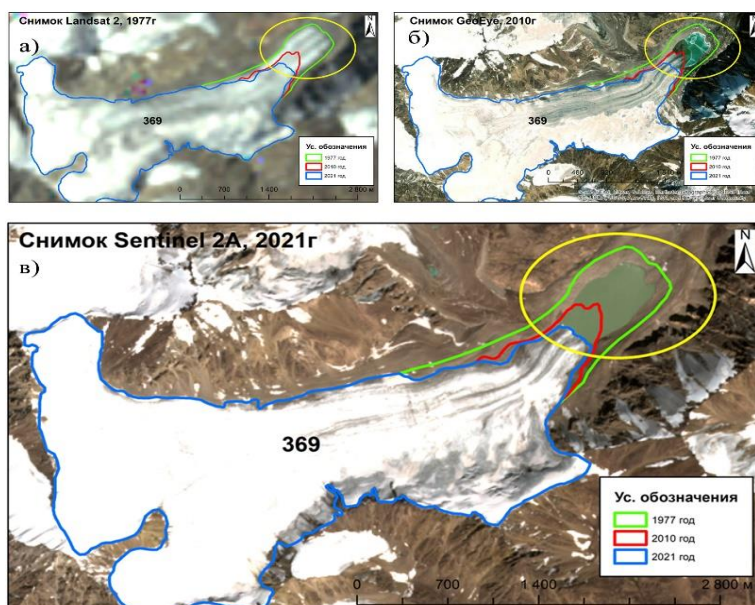 Снимок Landsat 2, 1977г
N
а)
369
Ус. обозначения
1977 год
2010 год
2021 год
0 700 1 400 2 800 м
Снимок GeoEye, 2010г
N
б)
369
Ус. обозначения
1977 год
2010 год
2021 год
Снимок Sentinel 2A, 2021г
N
в)
369
Ус. обозначения
1977 год
2010 год
2021 год
0 700 1 400 2 800 м